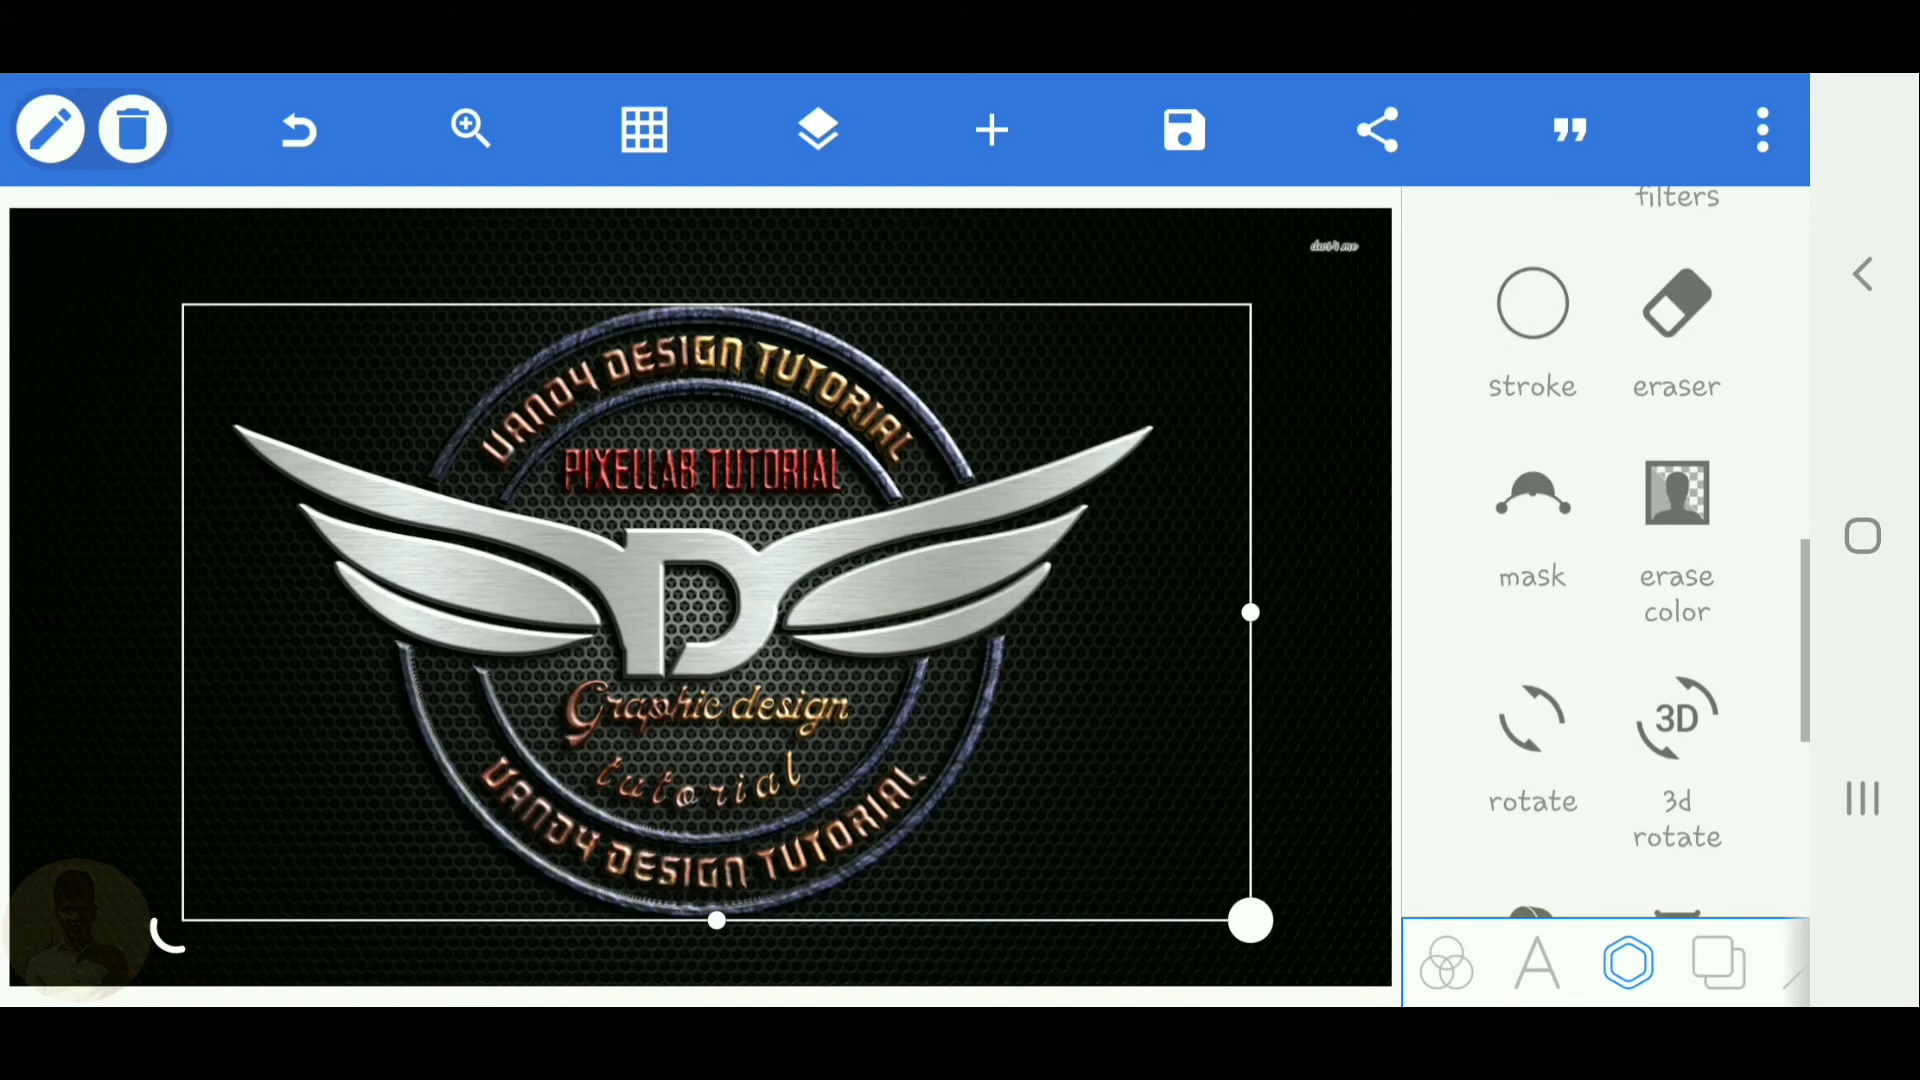 filters
VANDY DESIGN TUTORIAL
PIXELLAB TUTORIAL
D
Graphic design
tutorial
VANDY DESIGN TUTORIAL
stroke
eraser
mask
erase
color
3D
rotate
3d
rotate
A